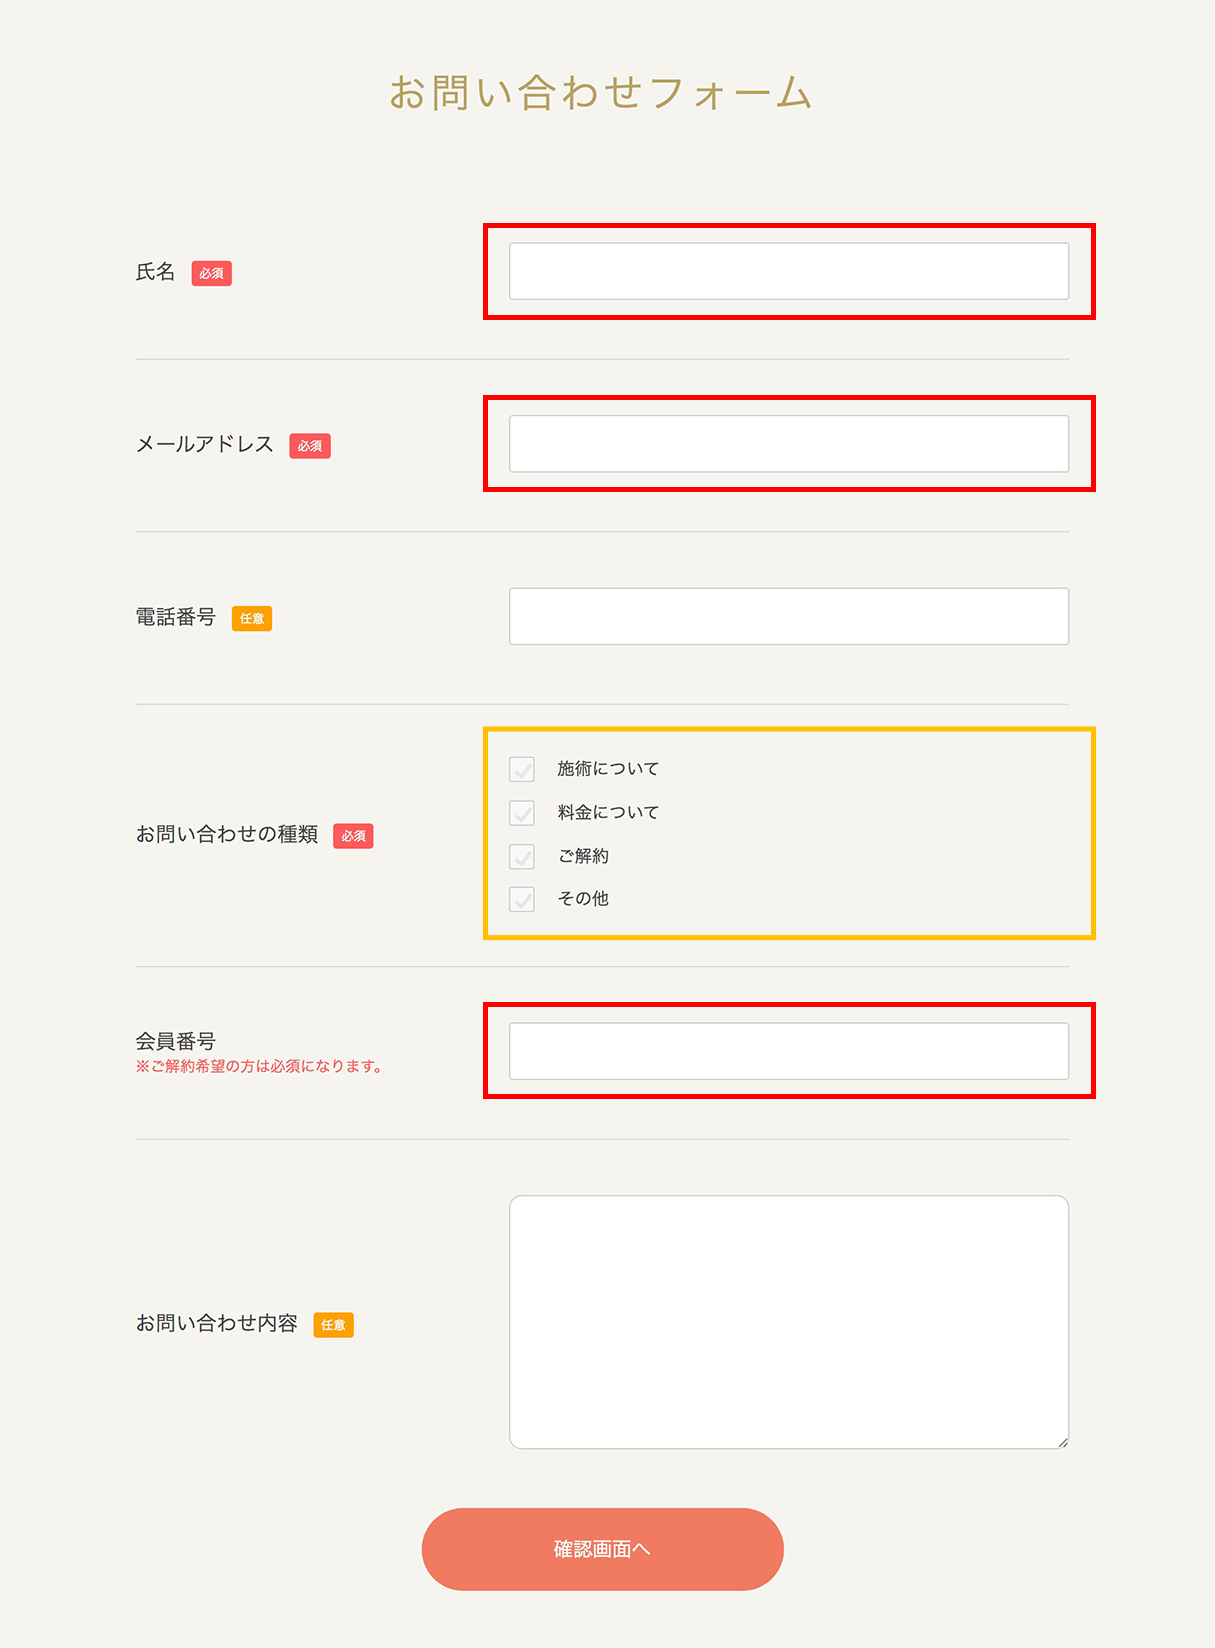 お問い合わせフォーム
氏名 必須
メールアドレス 必須
電話番号 任意
施術について
料金について
お問い合わせの種類 必須
ご解約
その他
会員番号
※ご解約希望の方は必須になります。
お問い合わせ内容 任意
確認画面へ